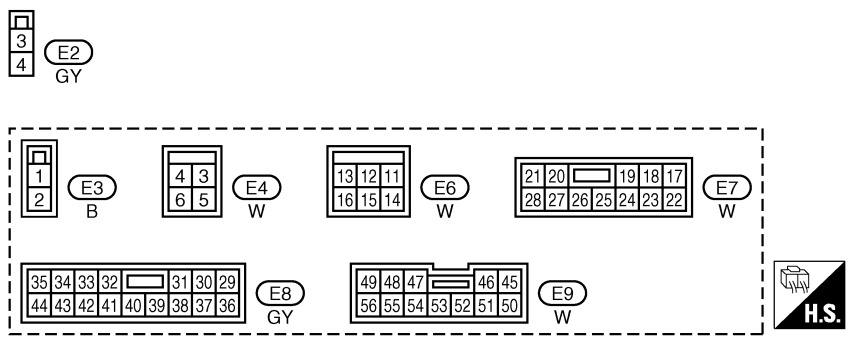 3
4
E2
GY
1
2
E3
B
4 3
6 5
E4
W
13 12 11
16 15 14
E6
W
21 20 19 18 17
28 27 26 25 24 23 22
E7
W
35 34 33 32 31 30 29
44 43 42 41 40 39 38 37 36
E8
GY
49 48 47 46 45
56 55 54 53 52 51 50
E9
W
H.S.